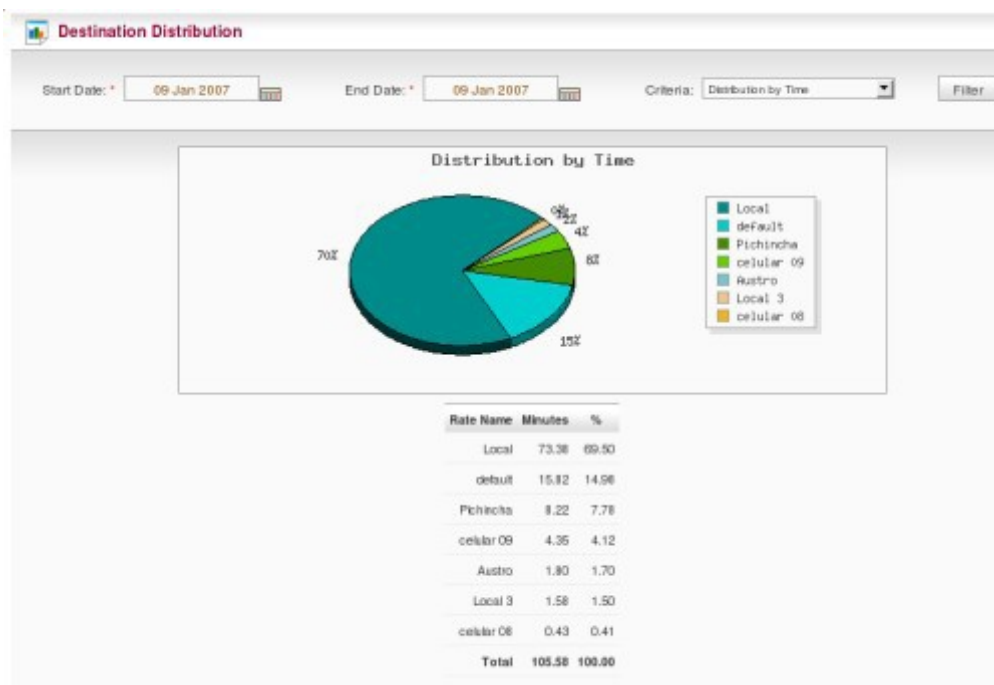 Destination Distribution
Start Date: * 09 Jan 2007 End Date: * 09 Jan 2007 Criteria: Distribution by Time Filter
Distribution by Time
0%
2%
4%
70%
8%
15%
Local
default
Pichincha
celular 09
Austro
Local 3
celular 08
Rate Name Minutes %
Local 73.38 69.50
default 15.82 14.98
Pichincha 8.22 7.78
celular 09 4.35 4.12
Austro 1.80 1.70
Local 3 1.58 1.50
celular 08 0.43 0.41
Total 105.58 100.00